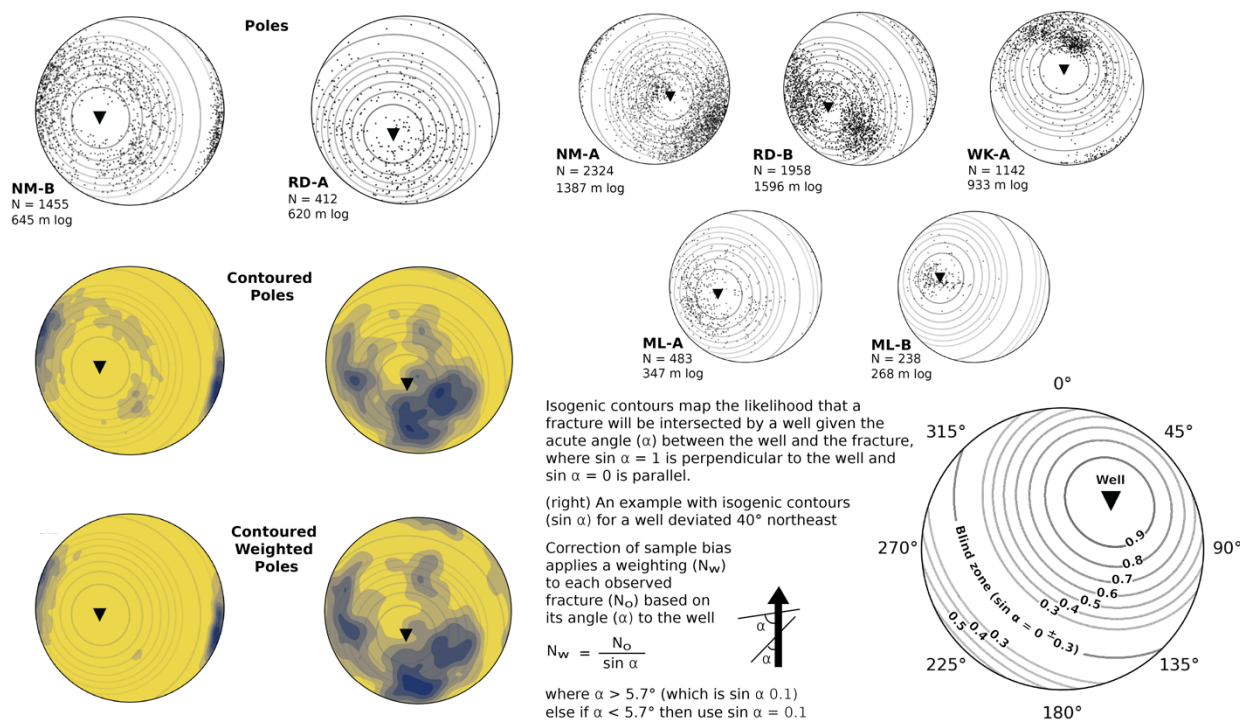 Poles
NM-B
N = 1455
645 m log
RD-A
N = 412
620 m log
NM-A
N = 2324
1387 m log
RD-B
N = 1958
1596 m log
WK-A
N = 1142
933 m log
ML-A
N = 483
347 m log
ML-B
N = 238
268 m log
Contoured
Poles
Contoured
Weighted
Poles
Isogenic contours map the likelihood that a
fracture will be intersected by a well given the
acute angle (α) between the well and the fracture,
where sin α = 1 is perpendicular to the well and
sin α = 0 is parallel.
(right) An example with isogenic contours
(sin α) for a well deviated 40° northeast
Correction of sample bias
applies a weighting (Nw)
to each observed
fracture (No) based on
its angle (α) to the well
Nw = No / sin α
where α > 5.7° (which is sin α 0.1)
else if α < 5.7° then use sin α = 0.1
α
α
0°
45°
90°
135°
180°
225°
270°
315°
Well
0.9
0.8
0.7
0.6
0.5
0.4
0.3
Blind zone (sin α = 0 ± 0.3)
0.3
0.4
0.5